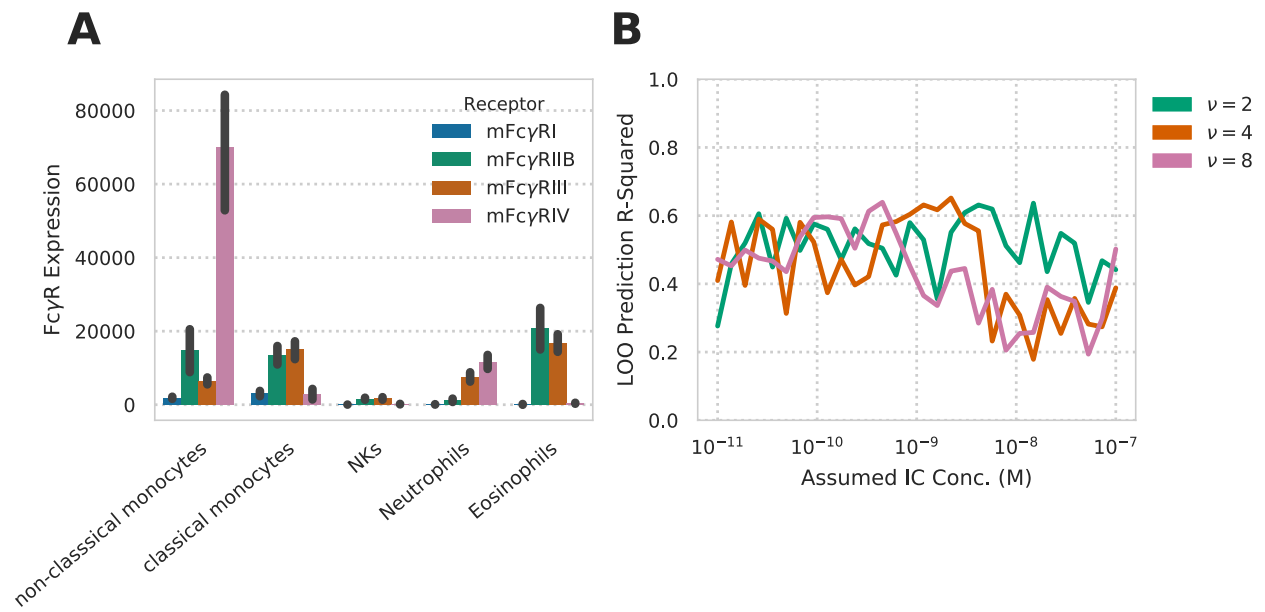 A
FcγR Expression
80000
60000
40000
20000
0
Receptor
mFcγRI
mFcγRIIB
mFcγRIII
mFcγRIV
non-classsical monocytes
classical monocytes
NKs
Neutrophils
Eosinophils
B
LOO Prediction R-Squared
1.0
0.8
0.6
0.4
0.2
0.0
10⁻¹¹
10⁻¹⁰
10⁻⁹
10⁻⁸
10⁻⁷
Assumed IC Conc. (M)
ν = 2
ν = 4
ν = 8